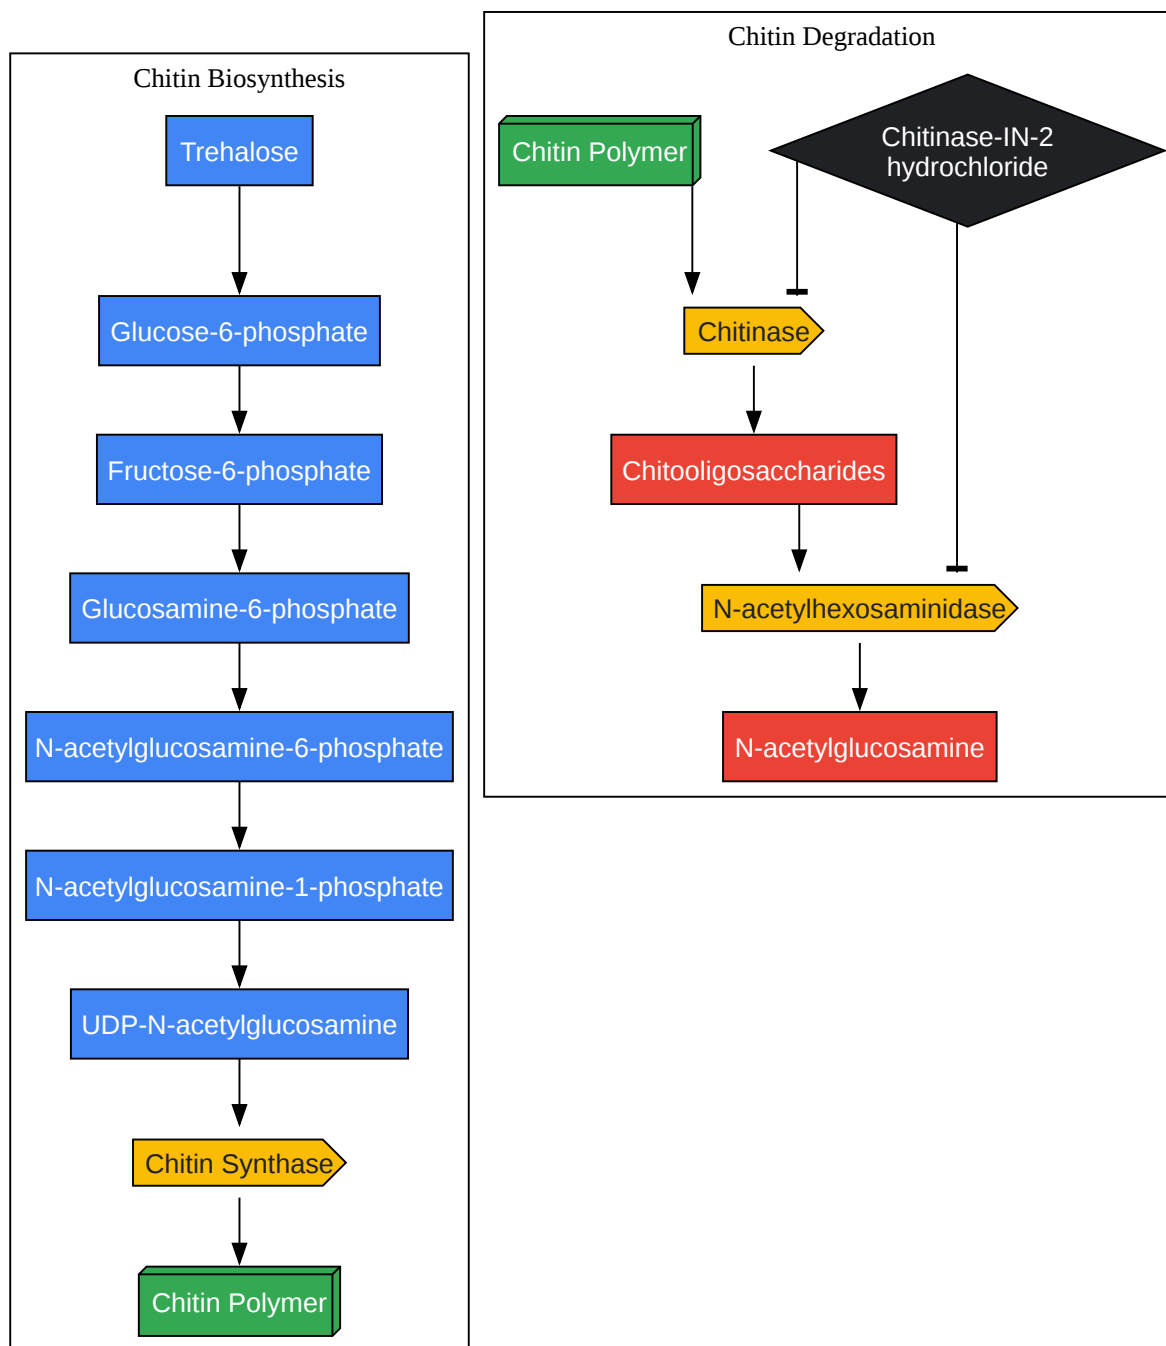 Chitin Biosynthesis
Trehalose
Glucose-6-phosphate
Fructose-6-phosphate
Glucosamine-6-phosphate
N-acetylglucosamine-6-phosphate
N-acetylglucosamine-1-phosphate
UDP-N-acetylglucosamine
Chitin Synthase
Chitin Polymer
Chitin Degradation
Chitin Polymer
Chitinase-IN-2
hydrochloride
Chitinase
Chitooligosaccharides
N-acetylhexosaminidase
N-acetylglucosamine